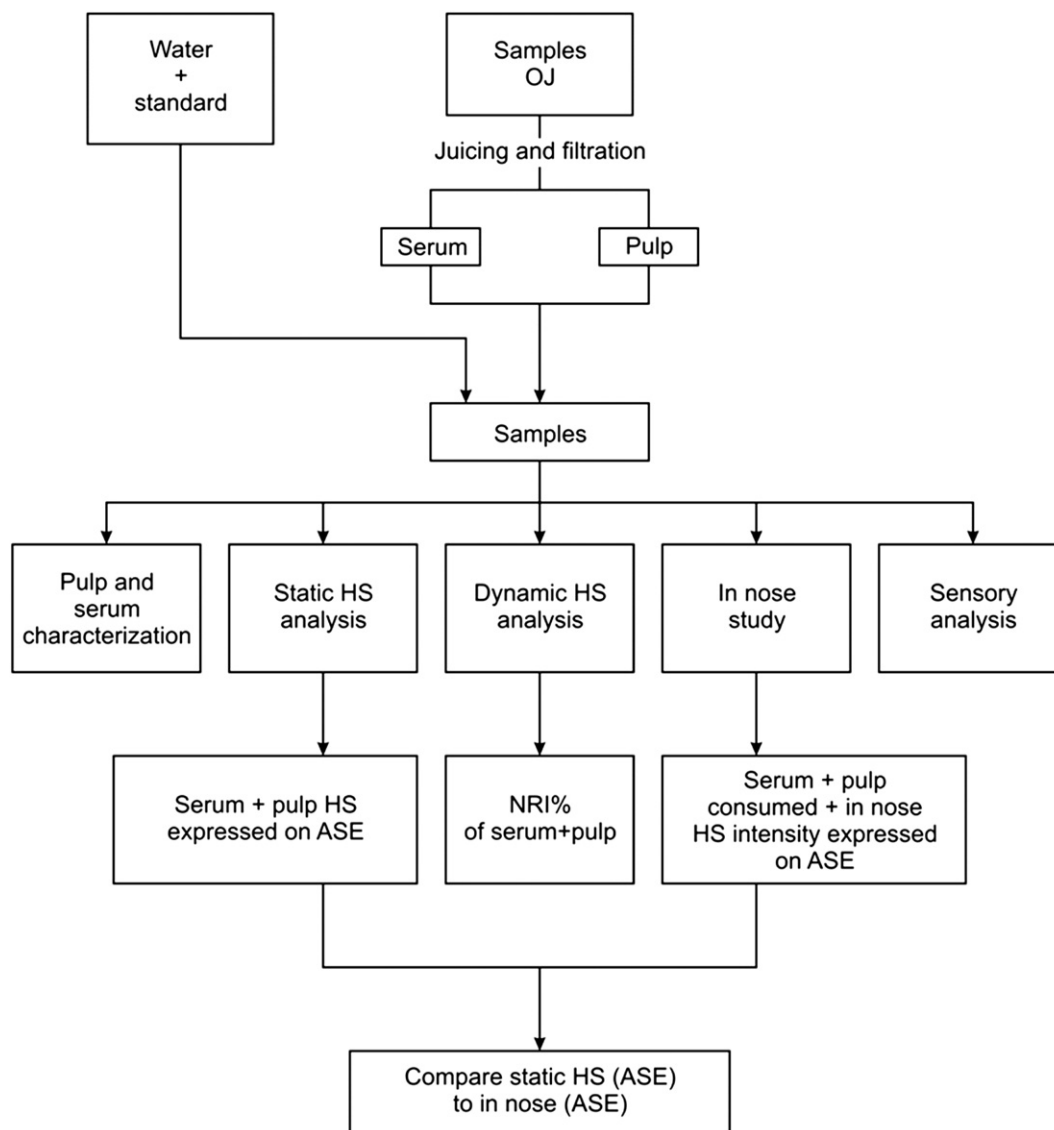 Water
+
standard
Samples
OJ
Juicing and filtration
Serum
Pulp
Samples
Pulp and
serum
characterization
Static HS
analysis
Dynamic HS
analysis
In nose
study
Sensory
analysis
Serum + pulp HS
expressed on ASE
NRI%
of serum+pulp
Serum + pulp
consumed + in nose
HS intensity expressed
on ASE
Compare static HS (ASE)
to in nose (ASE)